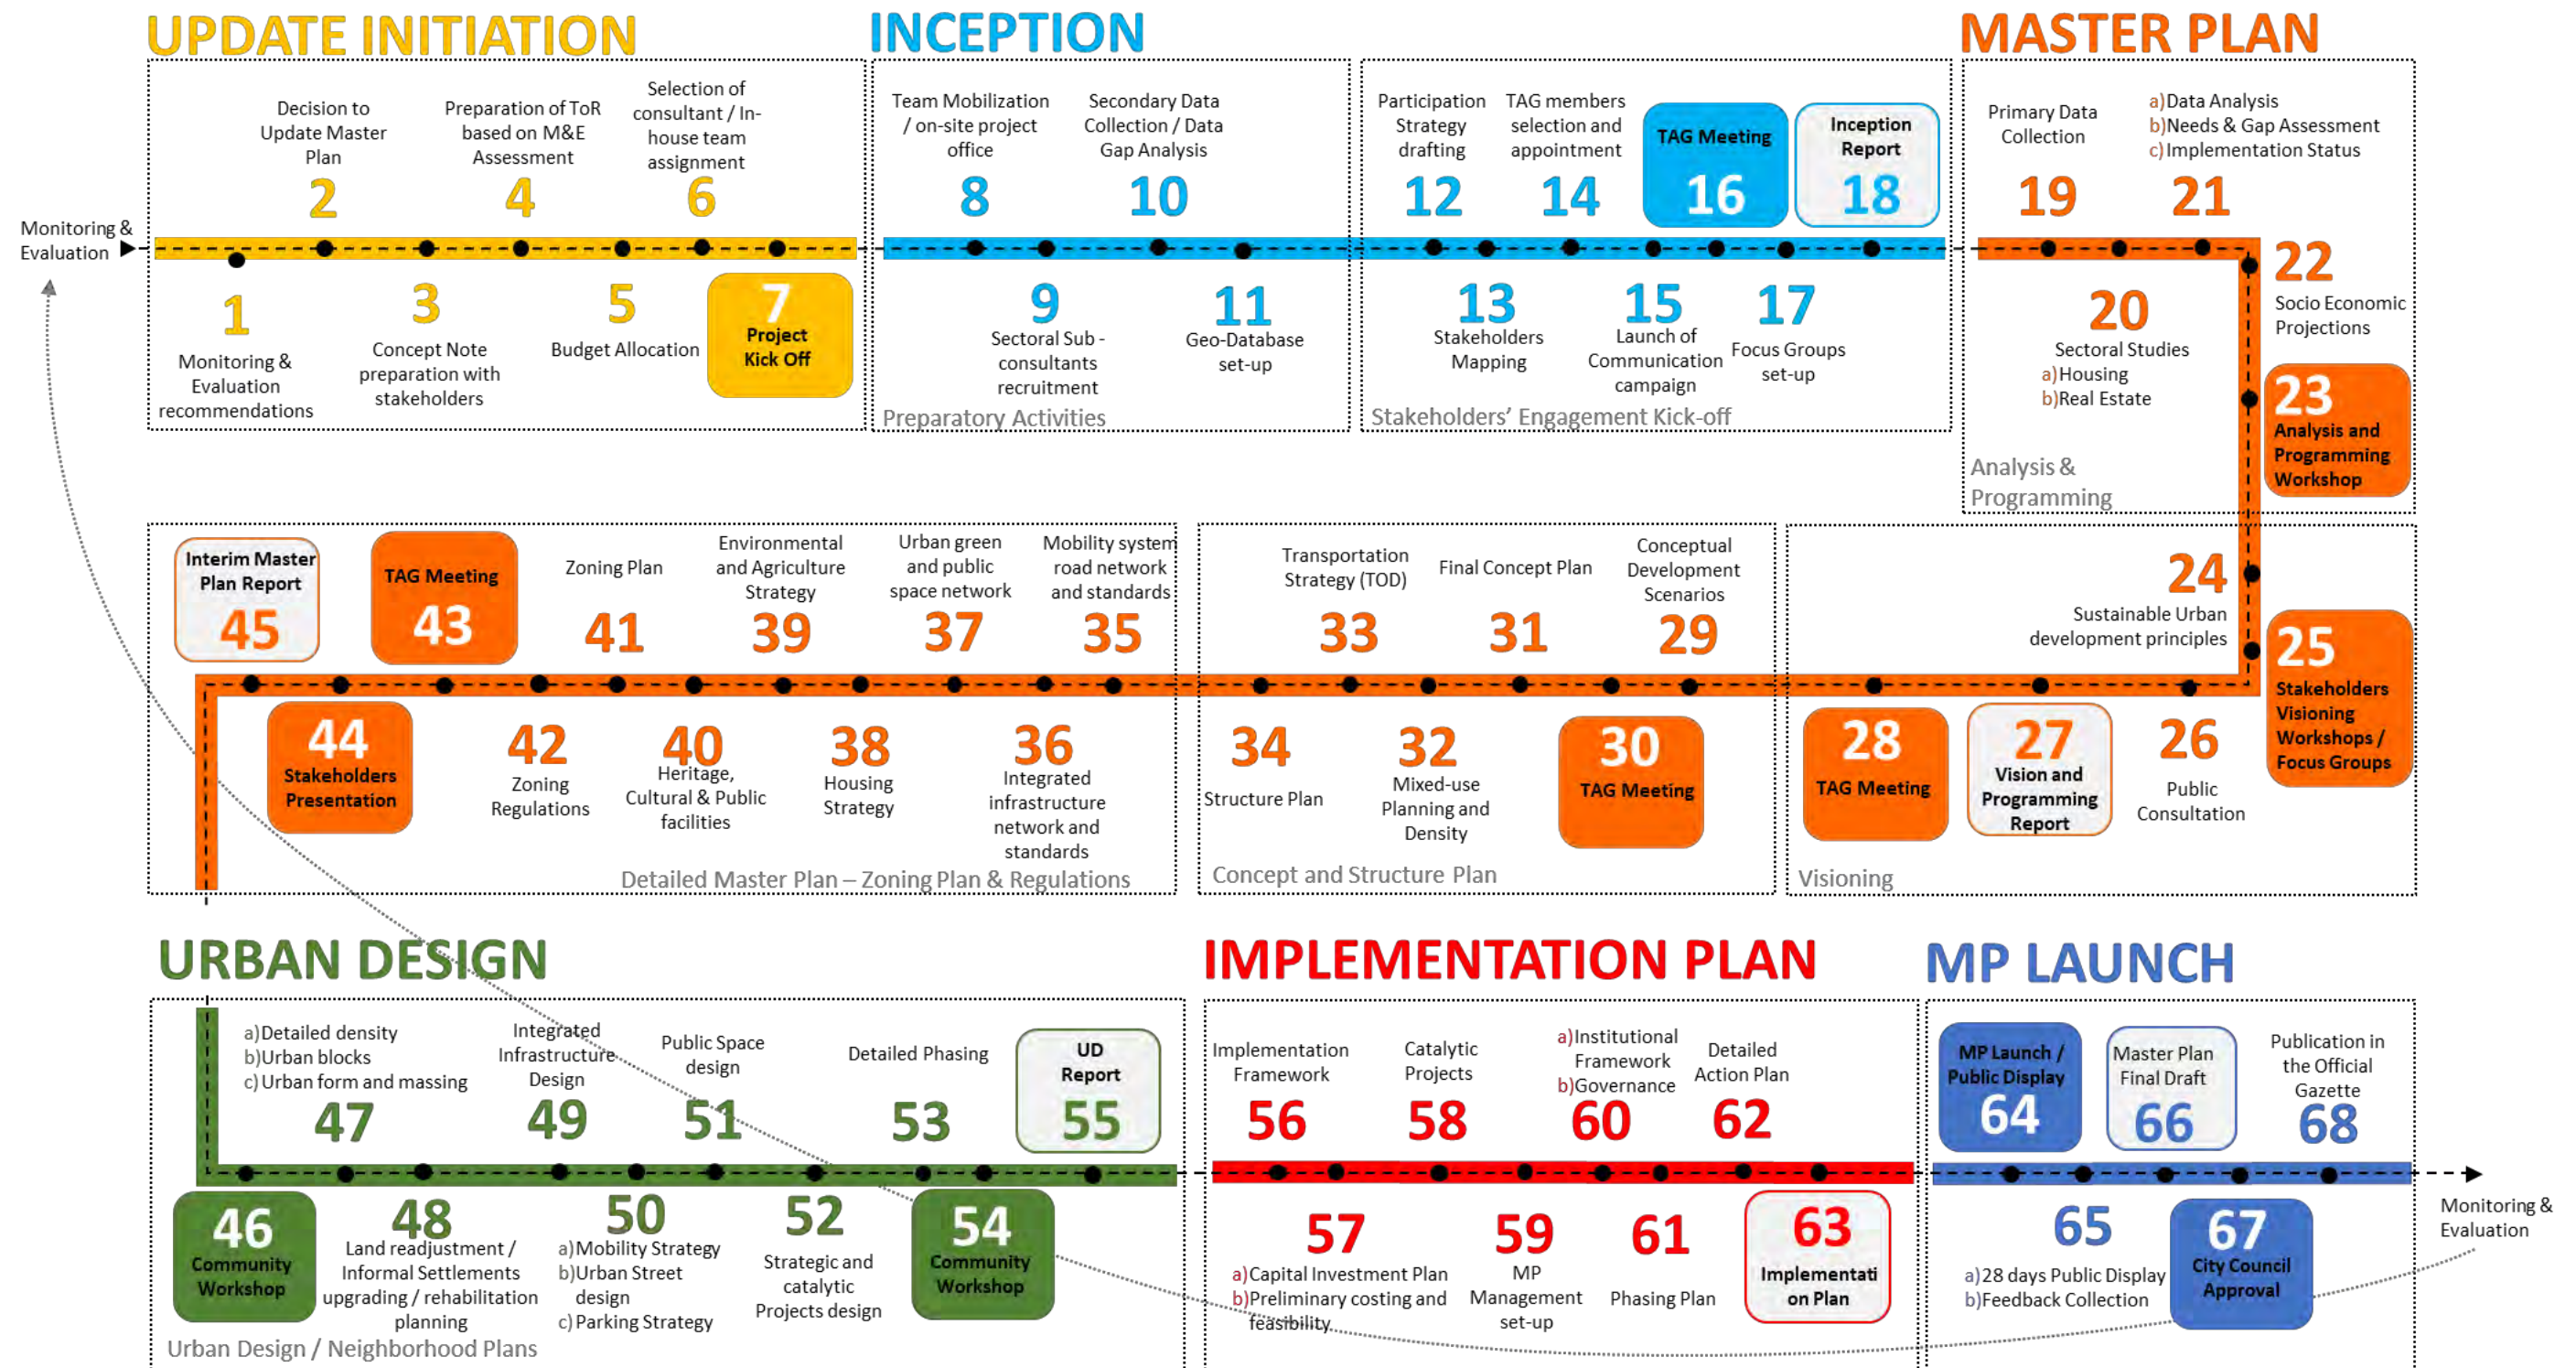 UPDATE INITIATION
INCEPTION
MASTER PLAN
Monitoring &
Evaluation
1
Monitoring &
Evaluation
recommendations
Decision to
Update Master
Plan
2
3
Concept Note
preparation with
stakeholders
Preparation of ToR
based on M&E
Assessment
4
5
Budget Allocation
Selection of
consultant / In-
house team
assignment
6
7
Project
Kick Off
Team Mobilization
/ on-site project
office
8
9
Sectoral Sub -
consultants
recruitment
Secondary Data
Collection / Data
Gap Analysis
10
11
Geo-Database
set-up
Preparatory Activities
Participation
Strategy
drafting
12
13
Stakeholders
Mapping
TAG members
selection and
appointment
14
15
Launch of
Communication
campaign
TAG Meeting
16
17
Focus Groups
set-up
Inception
Report
18
Stakeholders' Engagement Kick-off
Primary Data
Collection
19
20
Sectoral Studies
a)Housing
b)Real Estate
a)Data Analysis
b)Needs & Gap Assessment
c)Implementation Status
21
22
Socio Economic
Projections
23
Analysis and
Programming
Workshop
Analysis &
Programming
24
Sustainable Urban
development principles
25
Stakeholders
Visioning
Workshops /
Focus Groups
26
Public
Consultation
27
Vision and
Programming
Report
28
TAG Meeting
Visioning
Conceptual
Development
Scenarios
29
30
TAG Meeting
Final Concept Plan
31
32
Mixed-use
Planning and
Density
Transportation
Strategy (TOD)
33
34
Structure Plan
Concept and Structure Plan
Mobility system
road network
and standards
35
36
Integrated
infrastructure
network and
standards
Urban green
and public
space network
37
38
Housing
Strategy
Environmental
and Agriculture
Strategy
39
40
Heritage,
Cultural & Public
facilities
Zoning Plan
41
42
Zoning
Regulations
TAG Meeting
43
44
Stakeholders
Presentation
Interim Master
Plan Report
45
Detailed Master Plan – Zoning Plan & Regulations
URBAN DESIGN
IMPLEMENTATION PLAN
MP LAUNCH
46
Community
Workshop
a)Detailed density
b)Urban blocks
c)Urban form and massing
47
48
Land readjustment /
Informal Settlements
upgrading / rehabilitation
planning
Integrated
Infrastructure
Design
49
50
a)Mobility Strategy
b)Urban Street
design
c)Parking Strategy
Public Space
design
51
52
Strategic and
catalytic
Projects design
Detailed Phasing
53
54
Community
Workshop
UD
Report
55
Urban Design / Neighborhood Plans
Implementation
Framework
56
57
a)Capital Investment Plan
b)Preliminary costing and
feasibility
Catalytic
Projects
58
59
MP
Management
set-up
a)Institutional
Framework
b)Governance
60
61
Phasing Plan
Detailed
Action Plan
62
63
Implementati
on Plan
MP Launch /
Public Display
64
65
a)28 days Public Display
b)Feedback Collection
Master Plan
Final Draft
66
67
City Council
Approval
Publication in
the Official
Gazette
68
Monitoring &
Evaluation